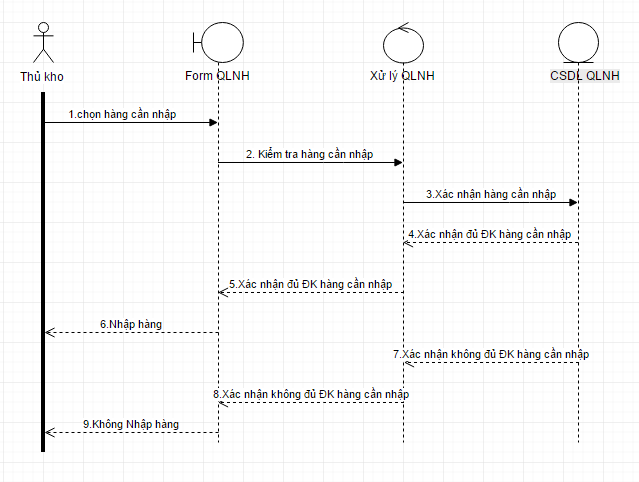 Thủ kho
Form QLNH
Xử lý QLNH
CSDL QLNH
1.chọn hàng cần nhập
2. Kiểm tra hàng cần nhập
3.Xác nhận hàng cần nhập
4.Xác nhận đủ ĐK hàng cần nhập
5.Xác nhận đủ ĐK hàng cần nhập
6.Nhập hàng
7.Xác nhận không đủ ĐK hàng cần nhập
8.Xác nhận không đủ ĐK hàng cần nhập
9.Không Nhập hàng